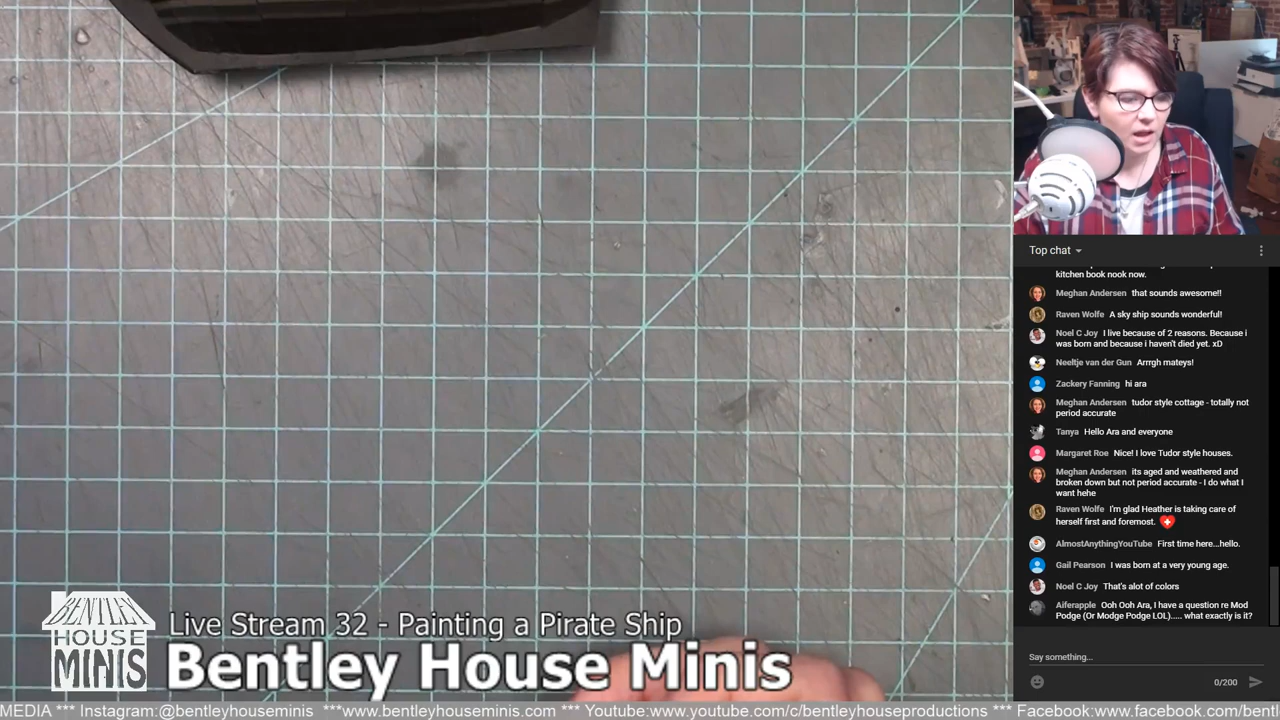 Top chat
kitchen book nook now.
Meghan Andersen that sounds awesome!!
Raven Wolfe A sky ship sounds wonderful!
Noel C Joy I live because of 2 reasons. Because i
was born and because i haven't died yet. xD
Neeltje van der Gun Arrrgh mateys!
Zackery Fanning hi ara
Meghan Andersen tudor style cottage - totally not
period accurate
Tanya Hello Ara and everyone
Margaret Roe Nice! I love Tudor style houses.
Meghan Andersen its aged and weathered and
broken down but not period accurate - I do what I
want hehe
Raven Wolfe I'm glad Heather is taking care of
herself first and foremost.
AlmostAnythingYouTube First time here...hello.
Gail Pearson I was born at a very young age.
Noel C Joy That's alot of colors
Aiferapple Ooh Ooh Ara, I have a question re Mod
Podge (Or Modge Podge LOL)..... what exactly is it?
Say something...
0/200
BENTLEY
HOUSE
MINIS
Live Stream 32 - Painting a Pirate Ship
Bentley House Minis
MEDIA *** Instagram:@bentleyhouseminis ***www.bentleyhouseminis.com *** Youtube:www.youtube.com/c/bentleyhouseproductions *** Facebook:www.facebook.com/bentl